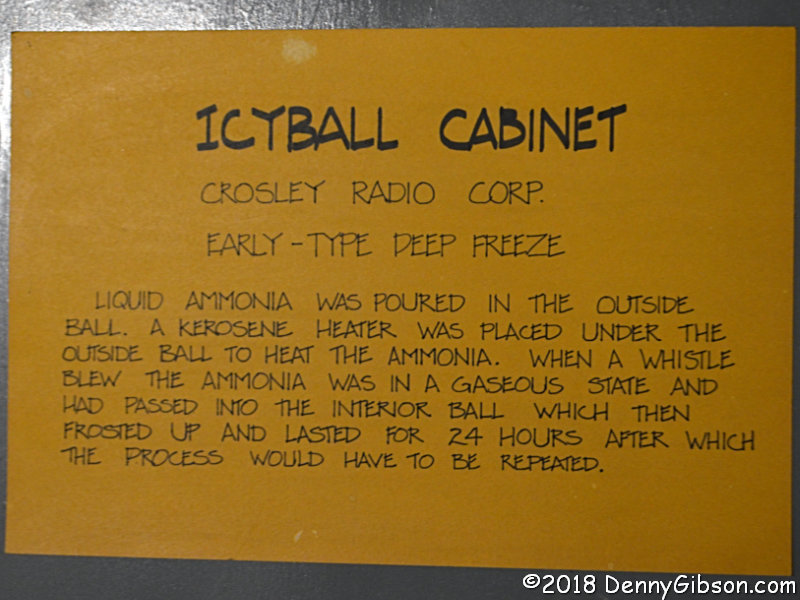 ICYBALL CABINET
CROSLEY RADIO CORP.
EARLY-TYPE DEEP FREEZE
LIQUID AMMONIA WAS POURED IN THE OUTSIDE
BALL. A KEROSENE HEATER WAS PLACED UNDER THE
OUTSIDE BALL TO HEAT THE AMMONIA. WHEN A WHISTLE
BLEW THE AMMONIA WAS IN A GASEOUS STATE AND
HAD PASSED INTO THE INTERIOR BALL WHICH THEN
FROSTED UP AND LASTED FOR 24 HOURS AFTER WHICH
THE PROCESS WOULD HAVE TO BE REPEATED.
©2018 DennyGibson.com